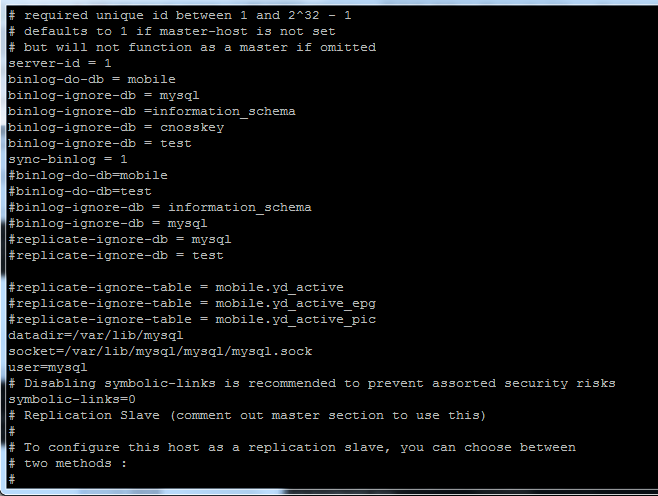 # required unique id between 1 and 2^32 - 1
# defaults to 1 if master-host is not set
# but will not function as a master if omitted
server-id = 1
binlog-do-db = mobile
binlog-ignore-db = mysql
binlog-ignore-db =information_schema
binlog-ignore-db = cnosskey
binlog-ignore-db = test
sync-binlog = 1
#binlog-do-db=mobile
#binlog-do-db=test
#binlog-ignore-db = information_schema
#binlog-ignore-db = mysql
#replicate-ignore-db = mysql
#replicate-ignore-db = test

#replicate-ignore-table = mobile.yd_active
#replicate-ignore-table = mobile.yd_active_epg
#replicate-ignore-table = mobile.yd_active_pic
datadir=/var/lib/mysql
socket=/var/lib/mysql/mysql/mysql.sock
user=mysql
# Disabling symbolic-links is recommended to prevent assorted security risks
symbolic-links=0
# Replication Slave (comment out master section to use this)
#
# To configure this host as a replication slave, you can choose between
# two methods :
#